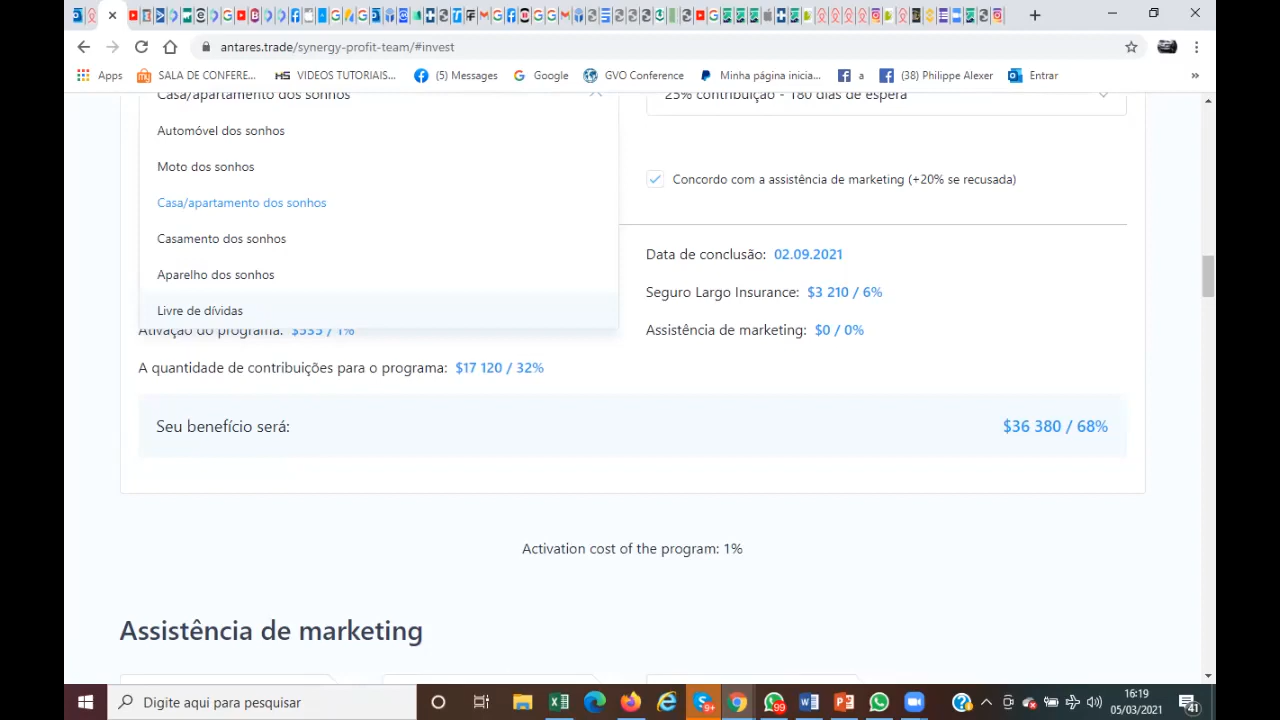 antares.trade/synergy-profit-team/#invest
Apps
SALA DE CONFERE...
HS VIDEOS TUTORIAIS...
(5) Messages
Google
GVO Conference
Minha página inicia...
a
(38) Philippe Alexer
Entrar
»
Casa/apartamento dos sonhos
25% contribuição - 180 dias de espera
Automóvel dos sonhos
Moto dos sonhos
Concordo com a assistência de marketing (+20% se recusada)
Casa/apartamento dos sonhos
Casamento dos sonhos
Data de conclusão: 02.09.2021
Aparelho dos sonhos
Seguro Largo Insurance: $3 210 / 6%
Livre de dívidas
Ativação do programa: $535 / 1%
Assistência de marketing: $0 / 0%
A quantidade de contribuições para o programa: $17 120 / 32%
Seu benefício será: $36 380 / 68%
Activation cost of the program: 1%
Assistência de marketing
Digite aqui para pesquisar
16:19
05/03/2021
41